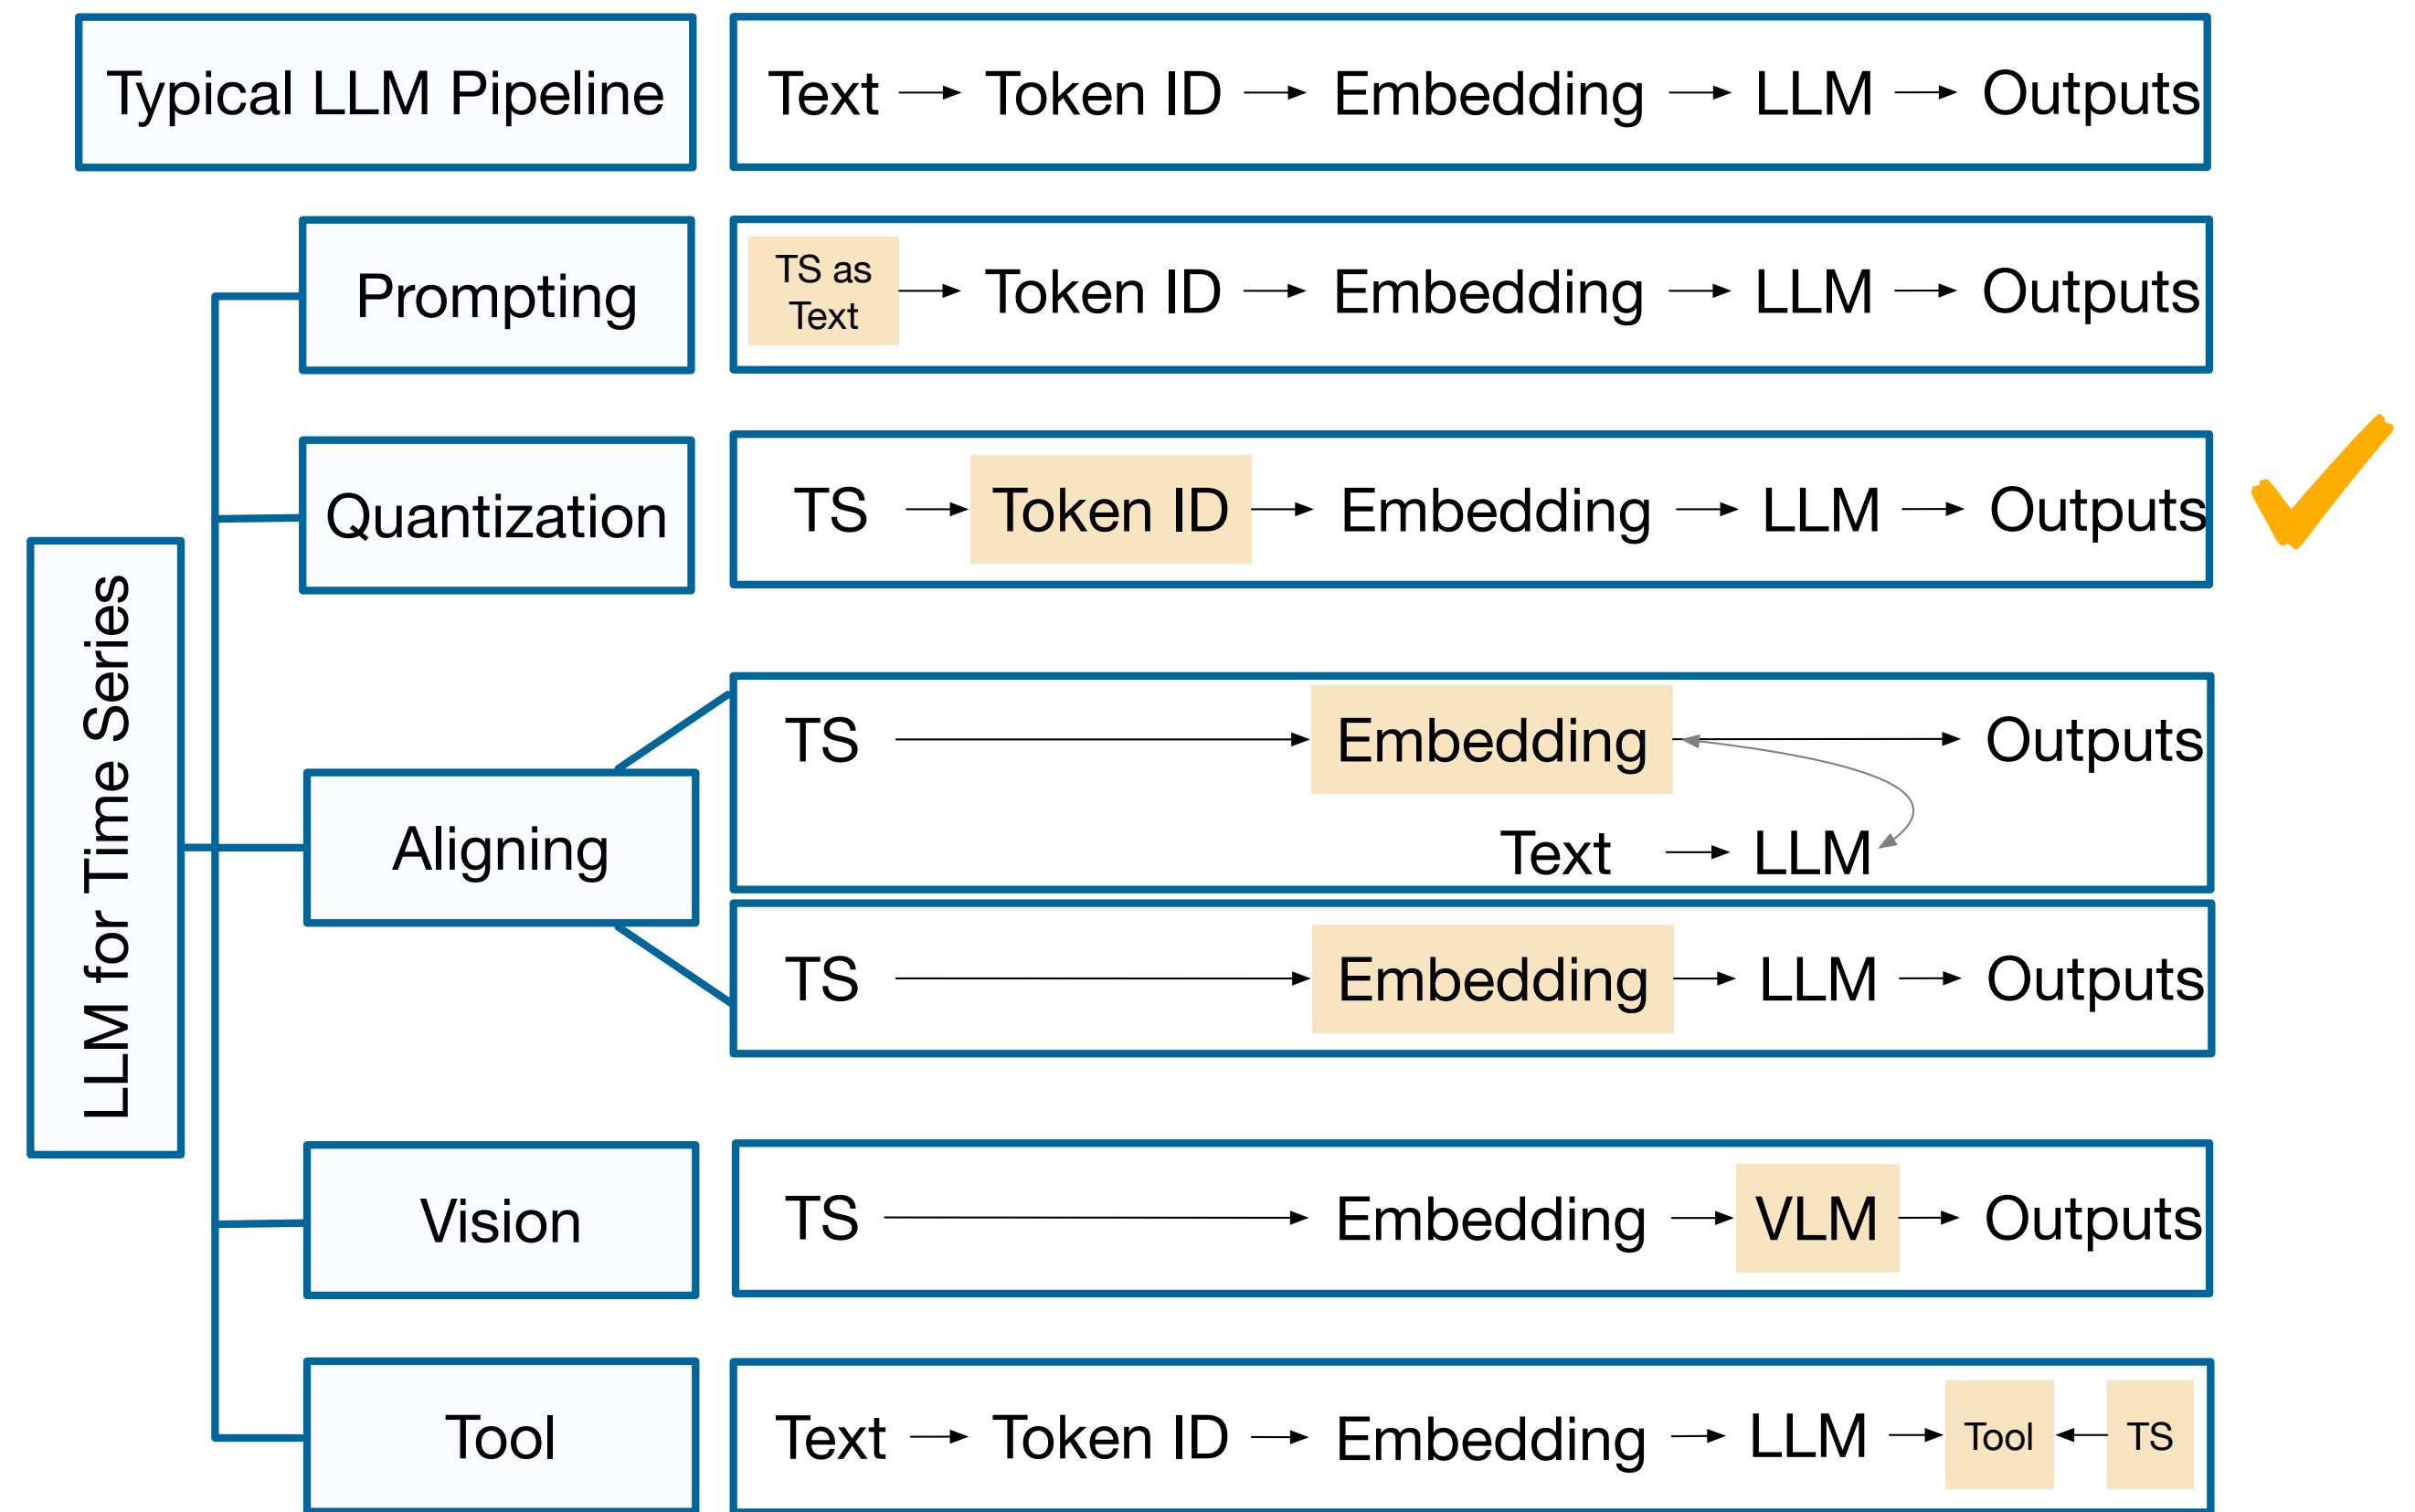 Typical LLM Pipeline
Text Token ID Embedding LLM Outputs
LLM for Time Series
Prompting
TS as
Text
Token ID Embedding LLM Outputs
Quantization
TS Token ID Embedding LLM Outputs
Aligning
TS Embedding Outputs
Text LLM
TS Embedding LLM Outputs
Vision
TS Embedding VLM Outputs
Tool
Text Token ID Embedding LLM Tool TS